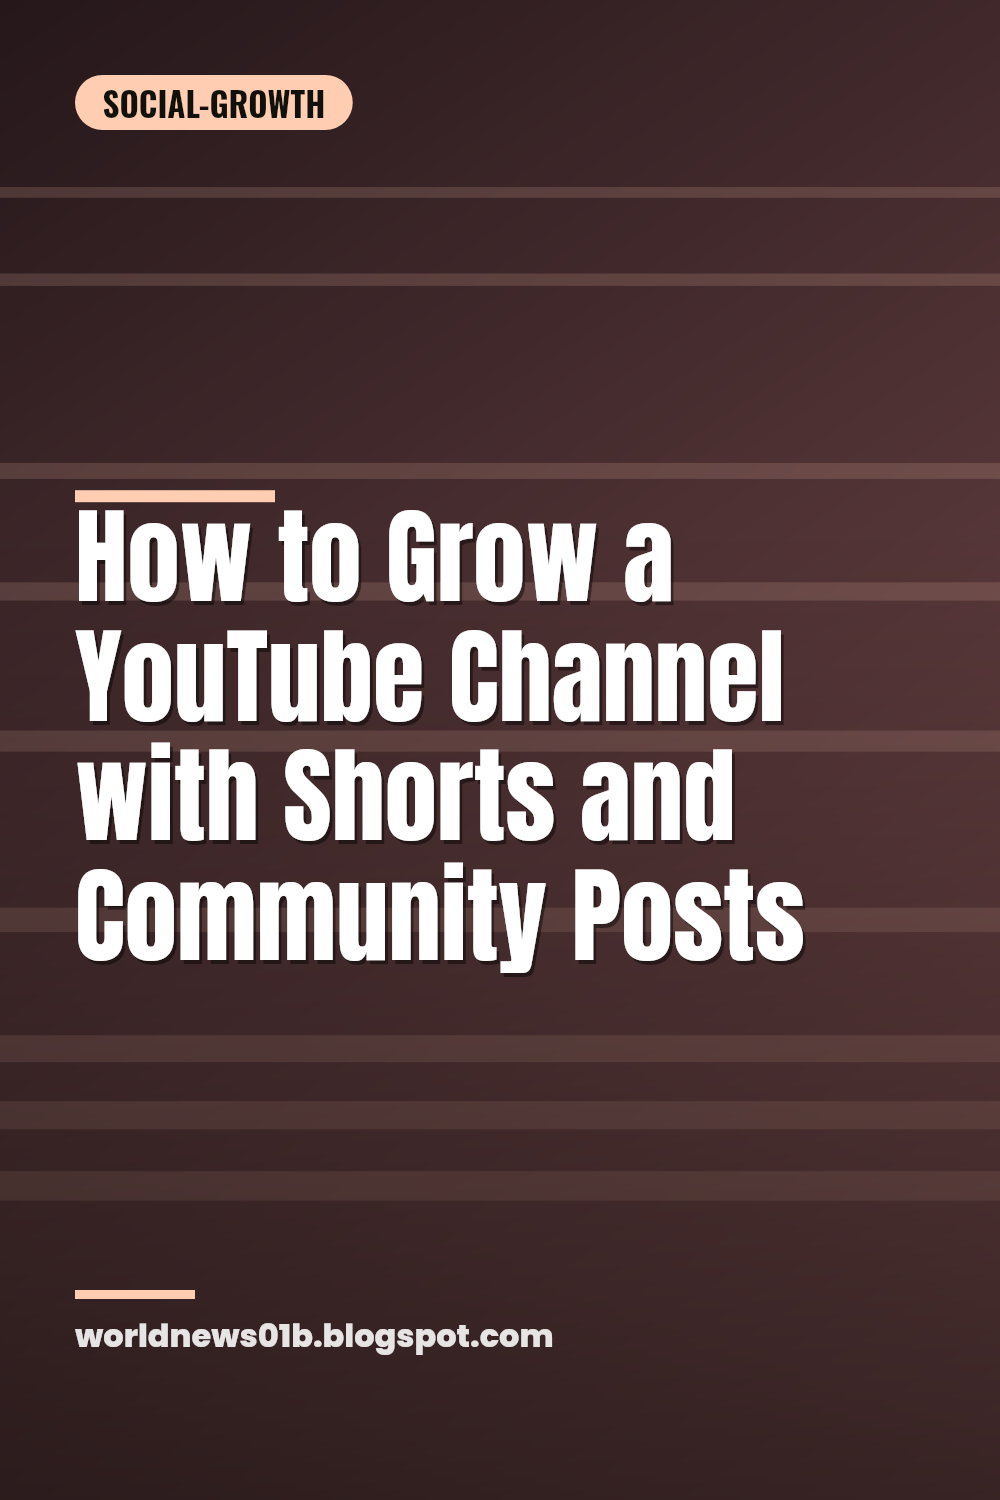 SOCIAL-GROWTH
How to Grow a
YouTube Channel
with Shorts and
Community Posts
worldnews01b.blogspot.com